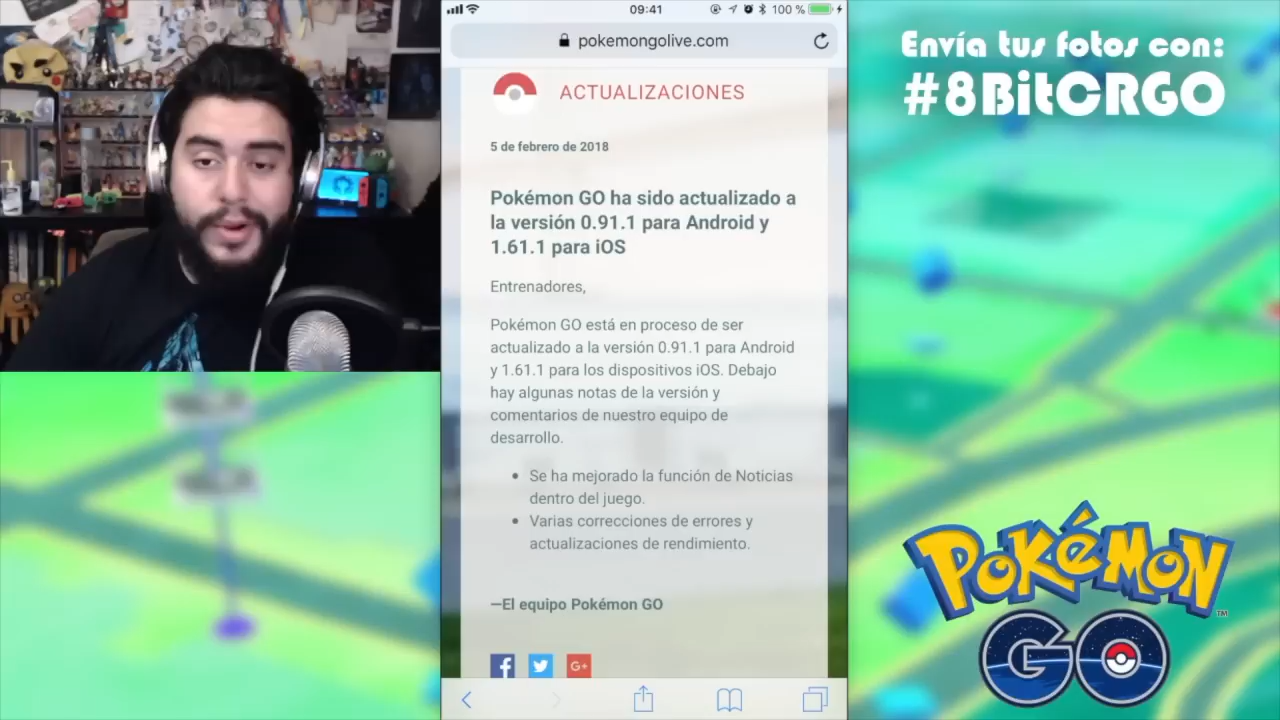 09:41
100 %
pokemongolive.com
ACTUALIZACIONES
5 de febrero de 2018
Pokémon GO ha sido actualizado a
la versión 0.91.1 para Android y
1.61.1 para iOS
Entrenadores,
Pokémon GO está en proceso de ser
actualizado a la versión 0.91.1 para Android
y 1.61.1 para los dispositivos iOS. Debajo
hay algunas notas de la versión y
comentarios de nuestro equipo de
desarrollo.
• Se ha mejorado la función de Noticias
dentro del juego.
• Varias correcciones de errores y
actualizaciones de rendimiento.
—El equipo Pokémon GO
f
G+
Envía tus fotos con:
#8BitCRGO
POKéMON
TM
GO